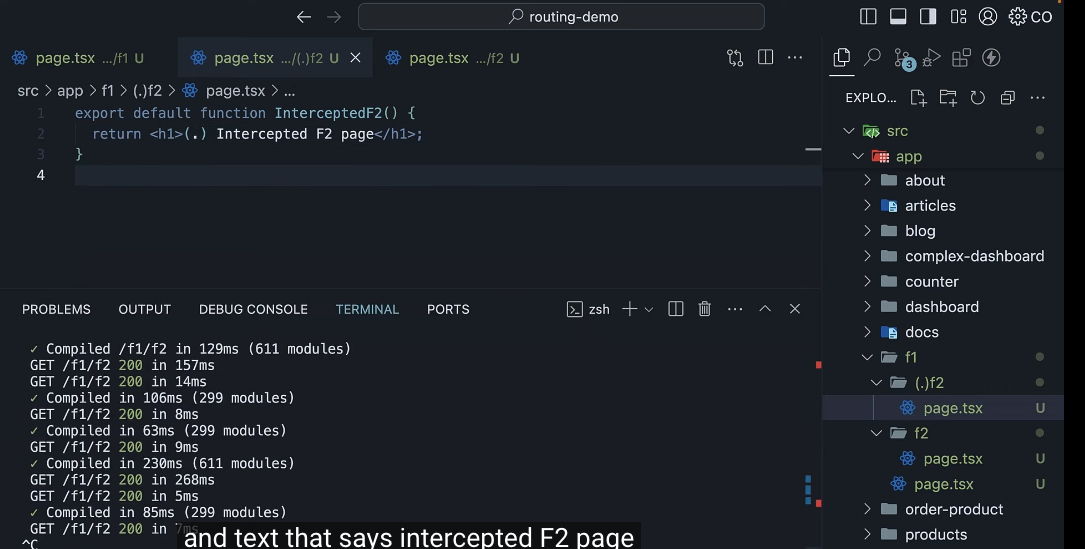 routing-demo
CO
page.tsx .../f1 U
page.tsx .../(.)f2 U
page.tsx .../f2 U
src > app > f1 > (.)f2 > page.tsx > ...
1 export default function InterceptedF2() {
2 return <h1>(.) Intercepted F2 page</h1>;
3 }
4
PROBLEMS OUTPUT DEBUG CONSOLE TERMINAL PORTS
zsh
✓ Compiled /f1/f2 in 129ms (611 modules)
GET /f1/f2 200 in 157ms
GET /f1/f2 200 in 14ms
✓ Compiled in 106ms (299 modules)
GET /f1/f2 200 in 8ms
✓ Compiled in 63ms (299 modules)
GET /f1/f2 200 in 9ms
✓ Compiled in 230ms (611 modules)
GET /f1/f2 200 in 268ms
GET /f1/f2 200 in 5ms
✓ Compiled in 85ms (299 modules)
GET /f1/f2 200 in 7ms
^C
and text that says intercepted F2 page
3
EXPLO...
src
app
about
articles
blog
complex-dashboard
counter
dashboard
docs
f1
(.)f2
page.tsx U
f2
page.tsx U
page.tsx U
order-product
products